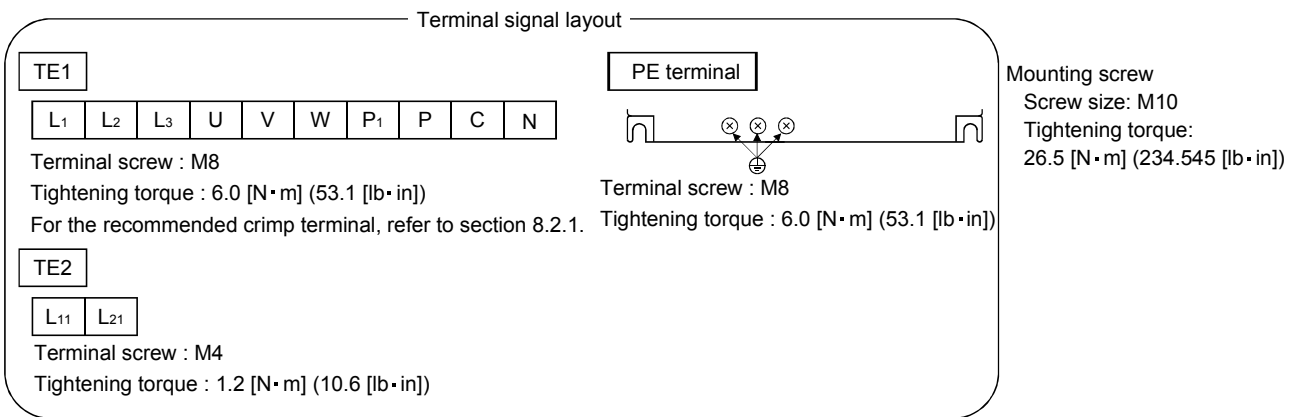 Terminal signal layout
TE1
L1 L2 L3 U V W P1 P C N
Terminal screw : M8
Tightening torque : 6.0 [N▪m] (53.1 [lb▪in])
For the recommended crimp terminal, refer to section 8.2.1.
TE2
L11 L21
Terminal screw : M4
Tightening torque : 1.2 [N▪m] (10.6 [lb▪in])
PE terminal
Terminal screw : M8
Tightening torque : 6.0 [N▪m] (53.1 [lb▪in])
Mounting screw
Screw size: M10
Tightening torque:
26.5 [N▪m] (234.545 [lb▪in])